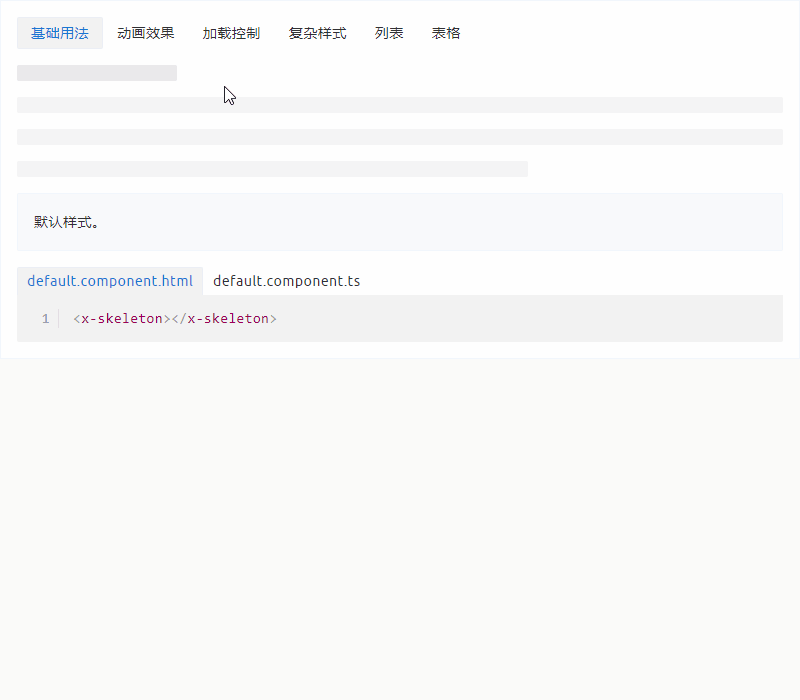 基础用法 动画效果 加载控制 复杂样式 列表 表格
默认样式。
default.component.html default.component.ts
1 <x-skeleton></x-skeleton>